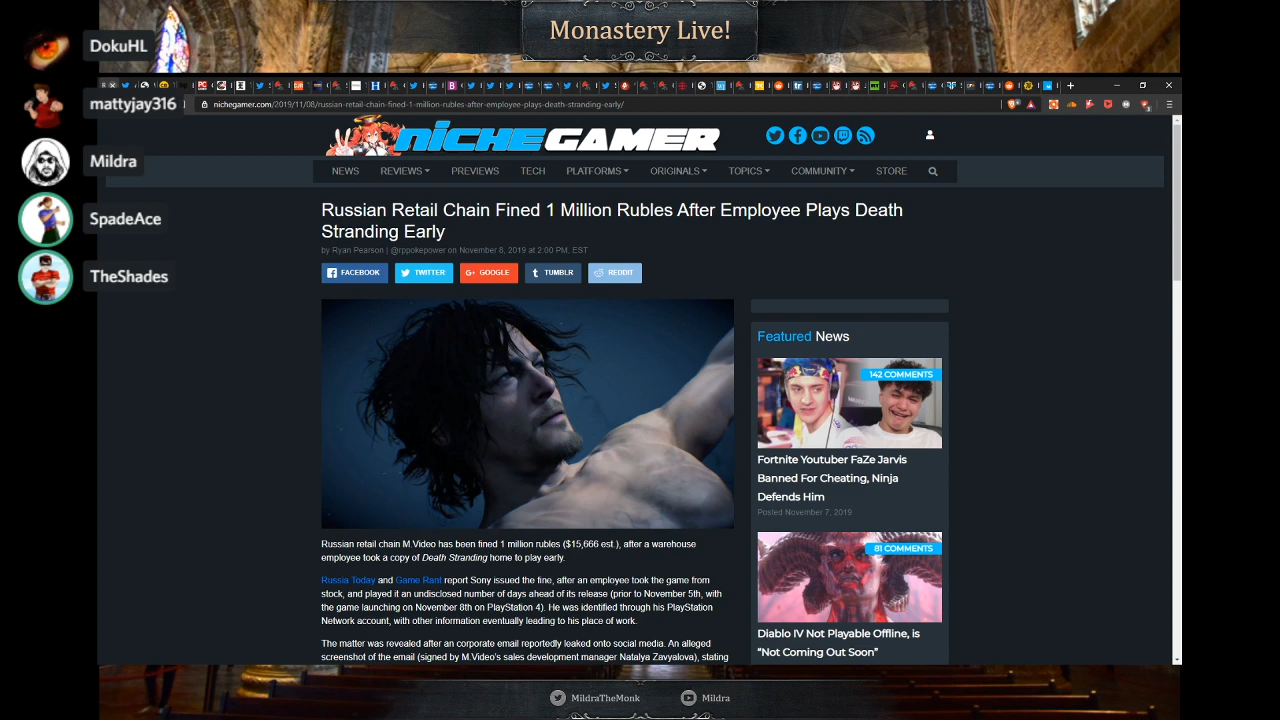 Monastery Live!
DokuHL
mattyjay316
Mildra
SpadeAce
TheShades
nichegamer.com/2019/11/08/russian-retail-chain-fined-1-million-rubles-after-employee-plays-death-stranding-early/
NICHEGAMER
NEWS REVIEWS PREVIEWS TECH PLATFORMS ORIGINALS TOPICS COMMUNITY STORE
Russian Retail Chain Fined 1 Million Rubles After Employee Plays Death
Stranding Early
by Ryan Pearson | @rppokepower on November 8, 2019 at 2:00 PM, EST
FACEBOOK TWITTER GOOGLE TUMBLR REDDIT
Russian retail chain M.Video has been fined 1 million rubles ($15,666 est.), after a warehouse
employee took a copy of Death Stranding home to play early.
Russia Today and Game Rant report Sony issued the fine, after an employee took the game from
stock, and played it an undisclosed number of days ahead of its release (prior to November 5th, with
the game launching on November 8th on PlayStation 4). He was identified through his PlayStation
Network account, with other information eventually leading to his place of work.
The matter was revealed after an corporate email reportedly leaked onto social media. An alleged
screenshot of the email (signed by M.Video's sales development manager Natalya Zavyalova), stating
Featured News
142 COMMENTS
Fortnite Youtuber FaZe Jarvis
Banned For Cheating, Ninja
Defends Him
Posted November 7, 2019
81 COMMENTS
Diablo IV Not Playable Offline, is
“Not Coming Out Soon”
MildraTheMonk
Mildra